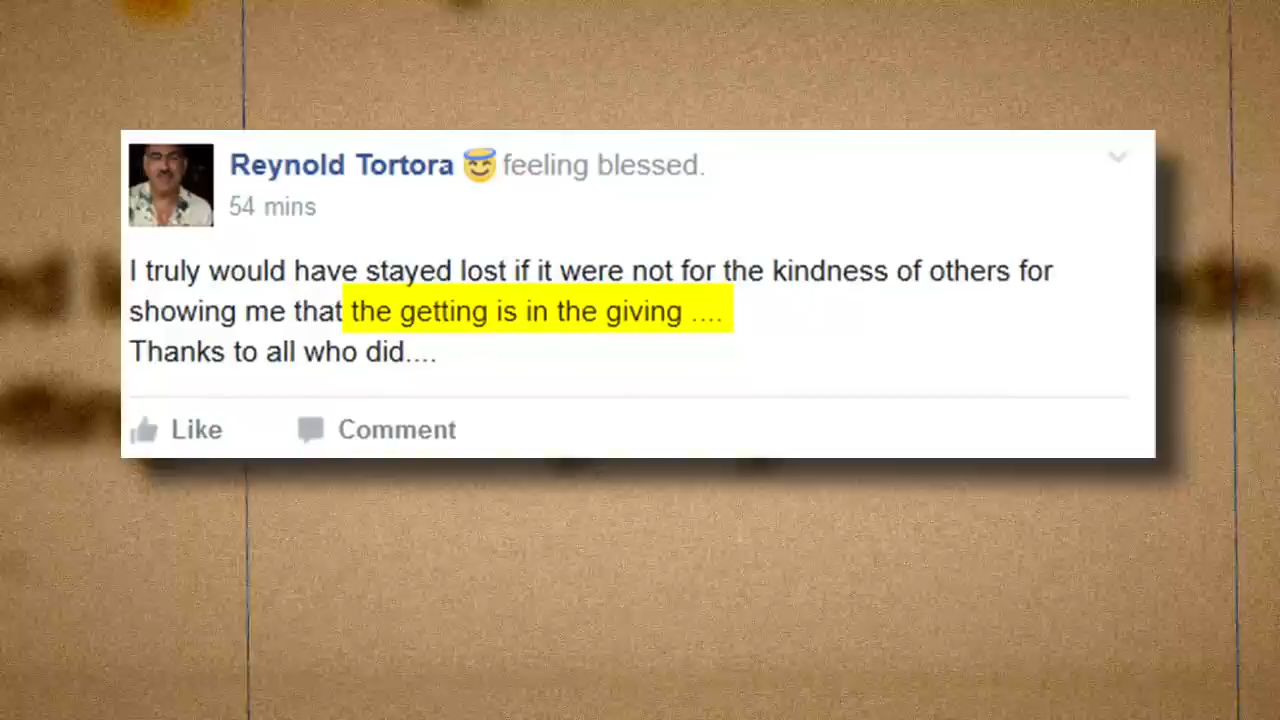 Reynold Tortora 😇 feeling blessed.
54 mins
I truly would have stayed lost if it were not for the kindness of others for
showing me that the getting is in the giving ....
Thanks to all who did....
Like Comment